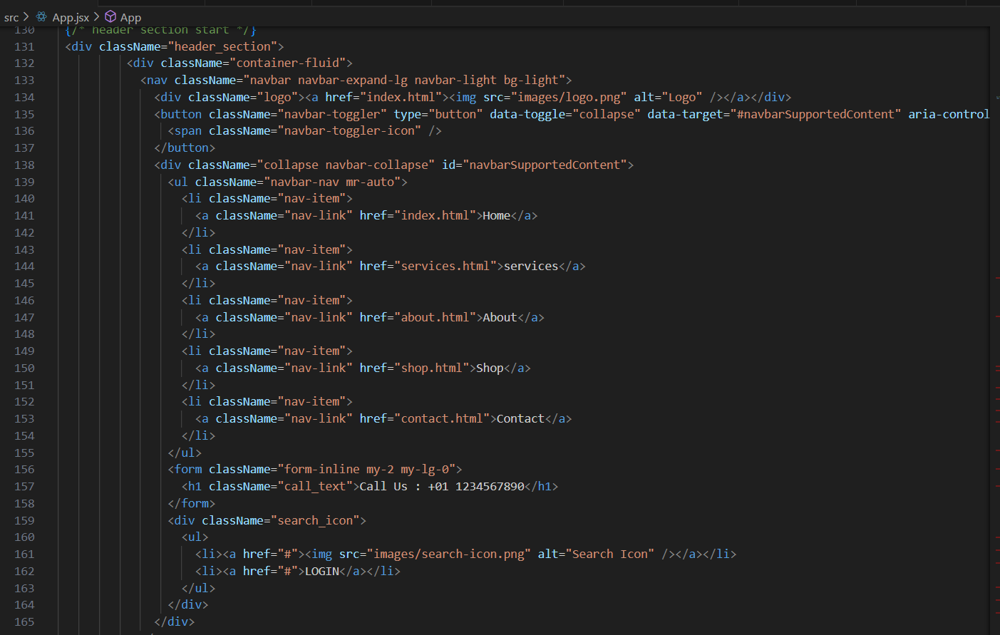 src > App.jsx > App
130 {/* header section start */}
131 <div className="header_section">
132 <div className="container-fluid">
133 <nav className="navbar navbar-expand-lg navbar-light bg-light">
134 <div className="logo"><a href="index.html"><img src="images/logo.png" alt="Logo" /></a></div>
135 <button className="navbar-toggler" type="button" data-toggle="collapse" data-target="#navbarSupportedContent" aria-control
136 <span className="navbar-toggler-icon" />
137 </button>
138 <div className="collapse navbar-collapse" id="navbarSupportedContent">
139 <ul className="navbar-nav mr-auto">
140 <li className="nav-item">
141 <a className="nav-link" href="index.html">Home</a>
142 </li>
143 <li className="nav-item">
144 <a className="nav-link" href="services.html">services</a>
145 </li>
146 <li className="nav-item">
147 <a className="nav-link" href="about.html">About</a>
148 </li>
149 <li className="nav-item">
150 <a className="nav-link" href="shop.html">Shop</a>
151 </li>
152 <li className="nav-item">
153 <a className="nav-link" href="contact.html">Contact</a>
154 </li>
155 </ul>
156 <form className="form-inline my-2 my-lg-0">
157 <h1 className="call_text">Call Us : +01 1234567890</h1>
158 </form>
159 <div className="search_icon">
160 <ul>
161 <li><a href="#"><img src="images/search-icon.png" alt="Search Icon" /></a></li>
162 <li><a href="#">LOGIN</a></li>
163 </ul>
164 </div>
165 </div>